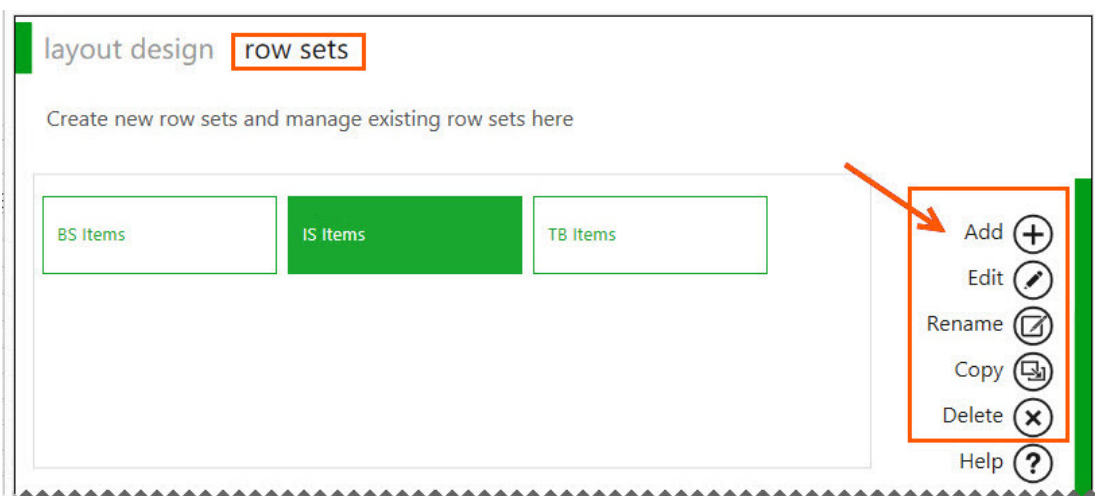 layout design row sets
Create new row sets and manage existing row sets here
BS Items IS Items TB Items
Add
Edit
Rename
Copy
Delete
Help